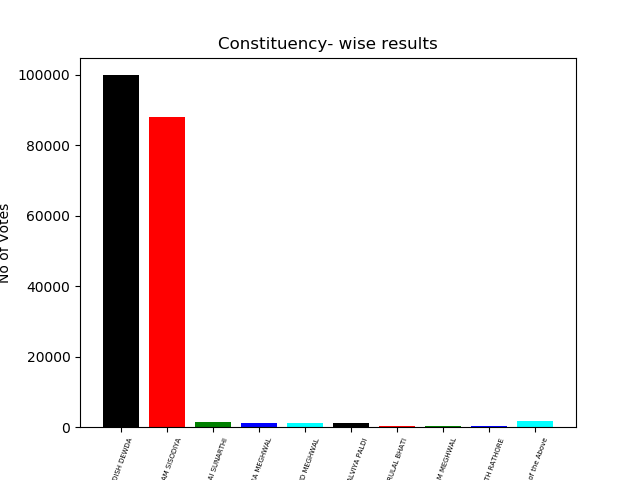 Constituency- wise results
No of Votes
100000
80000
60000
40000
20000
0
DISH DEWDA
AM SISODIYA
AI SUNARTHI
A MEGHWAL
D MEGHWAL
ALVIYA PALDI
RULAL BHATI
M MEGHWAL
TH RATHORE
of the Above